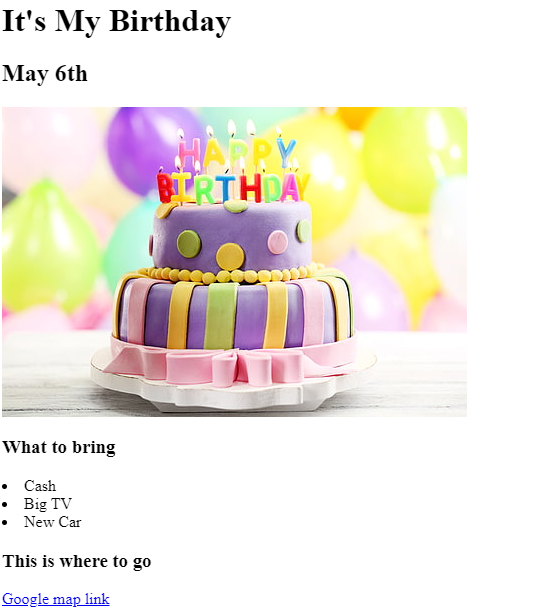 It's My Birthday
May 6th
HAPPY
BIRTHDAY
What to bring
Cash
Big TV
New Car
This is where to go
Google map link